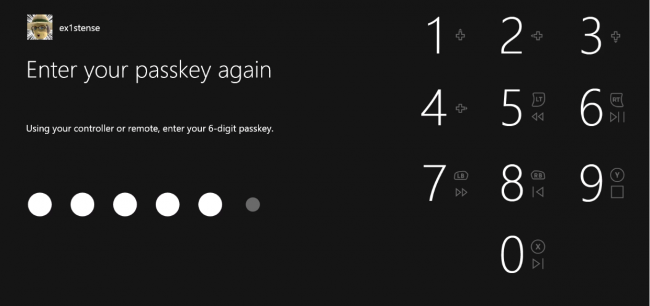 ex1stense
Enter your passkey again
Using your controller or remote, enter your 6-digit passkey.
1 2 3
4 5 LT 6 RT
7 LB 8 RB 9 Y
0 X